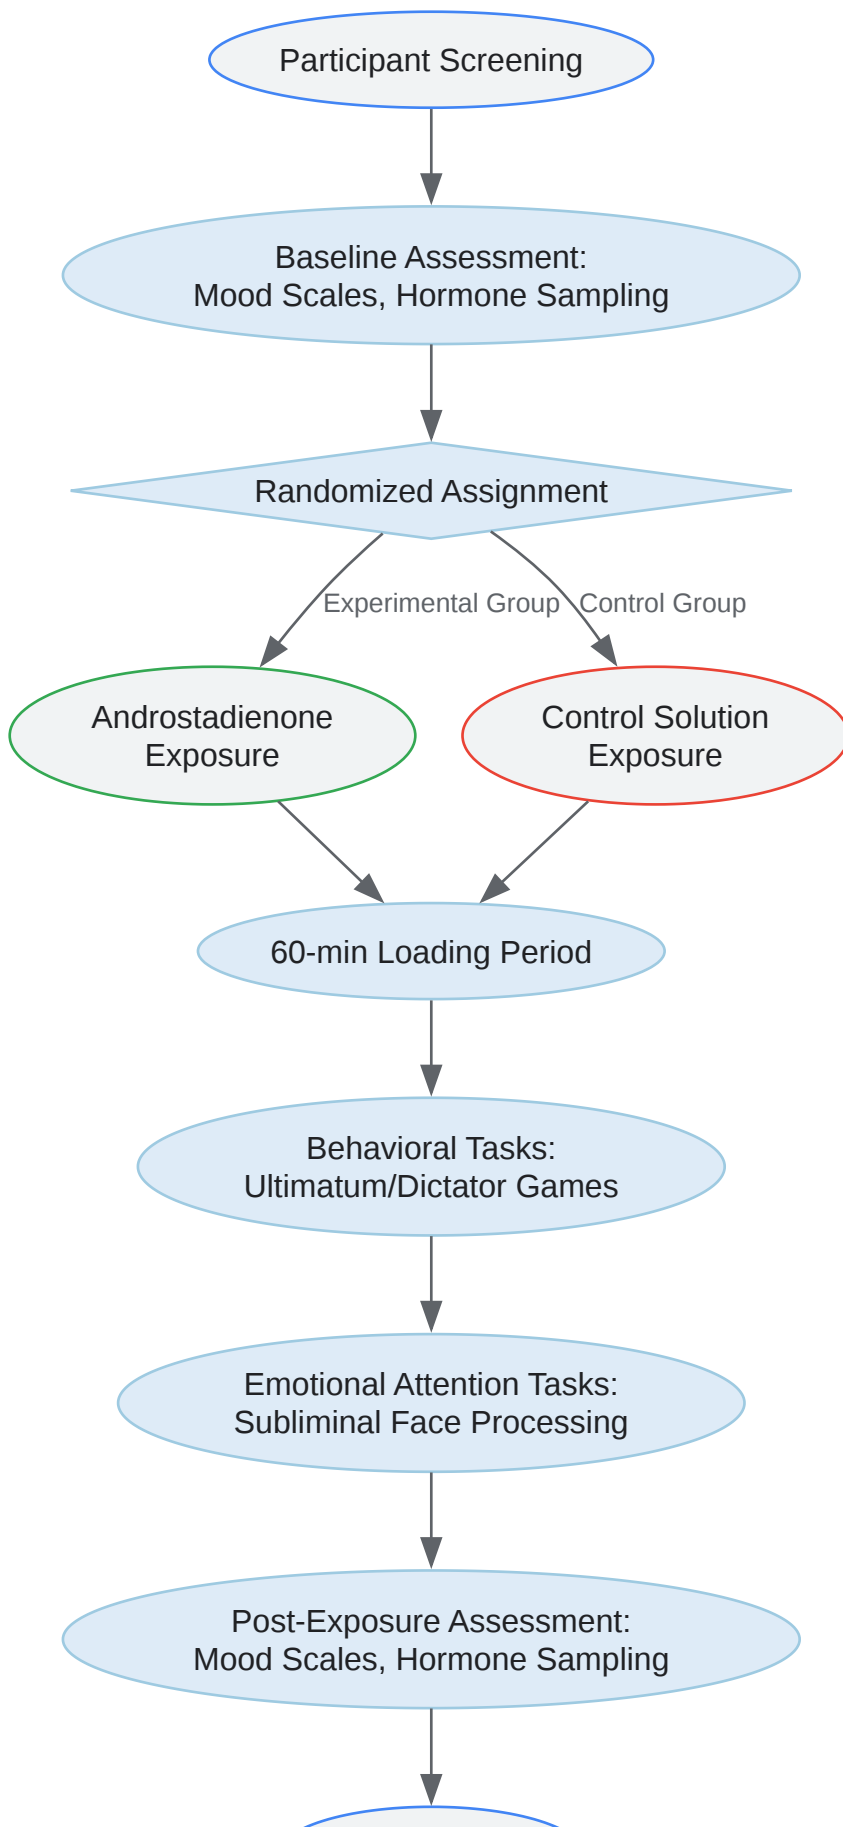 Participant Screening
Baseline Assessment:
Mood Scales, Hormone Sampling
Randomized Assignment
Experimental Group
Control Group
Androstadienone
Exposure
Control Solution
Exposure
60-min Loading Period
Behavioral Tasks:
Ultimatum/Dictator Games
Emotional Attention Tasks:
Subliminal Face Processing
Post-Exposure Assessment:
Mood Scales, Hormone Sampling